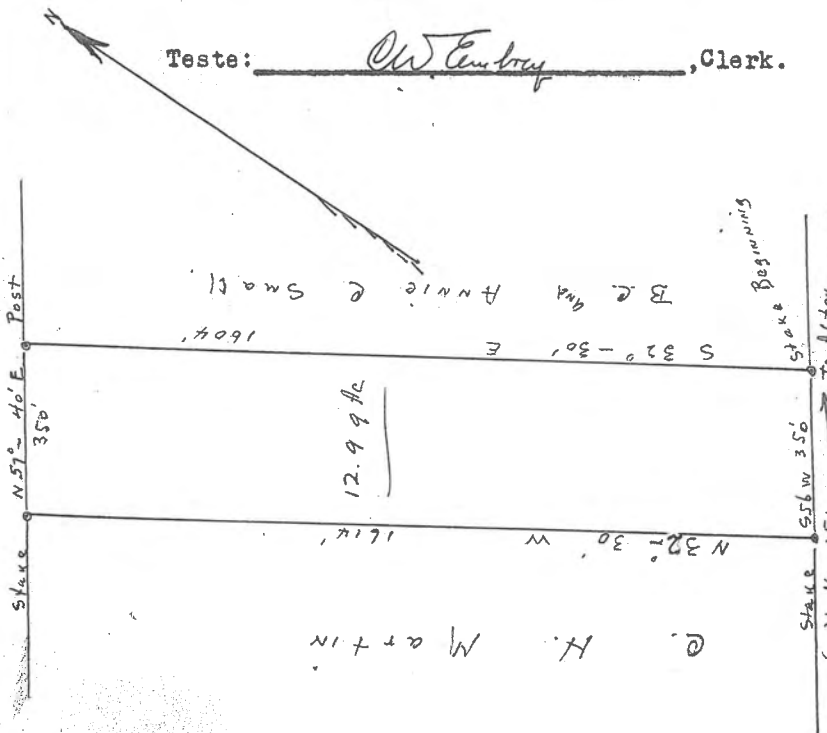 Teste: ,Clerk.
N
B.C. and Annie C Small
S 32° - 30' E 1604'
Post
N 57° - 40' E
350'
Stake
12.99 Ac
Stake Beginning
S 56 W 350'
Stake
N 32° - 30' W 1614'
C. H. Martin
To